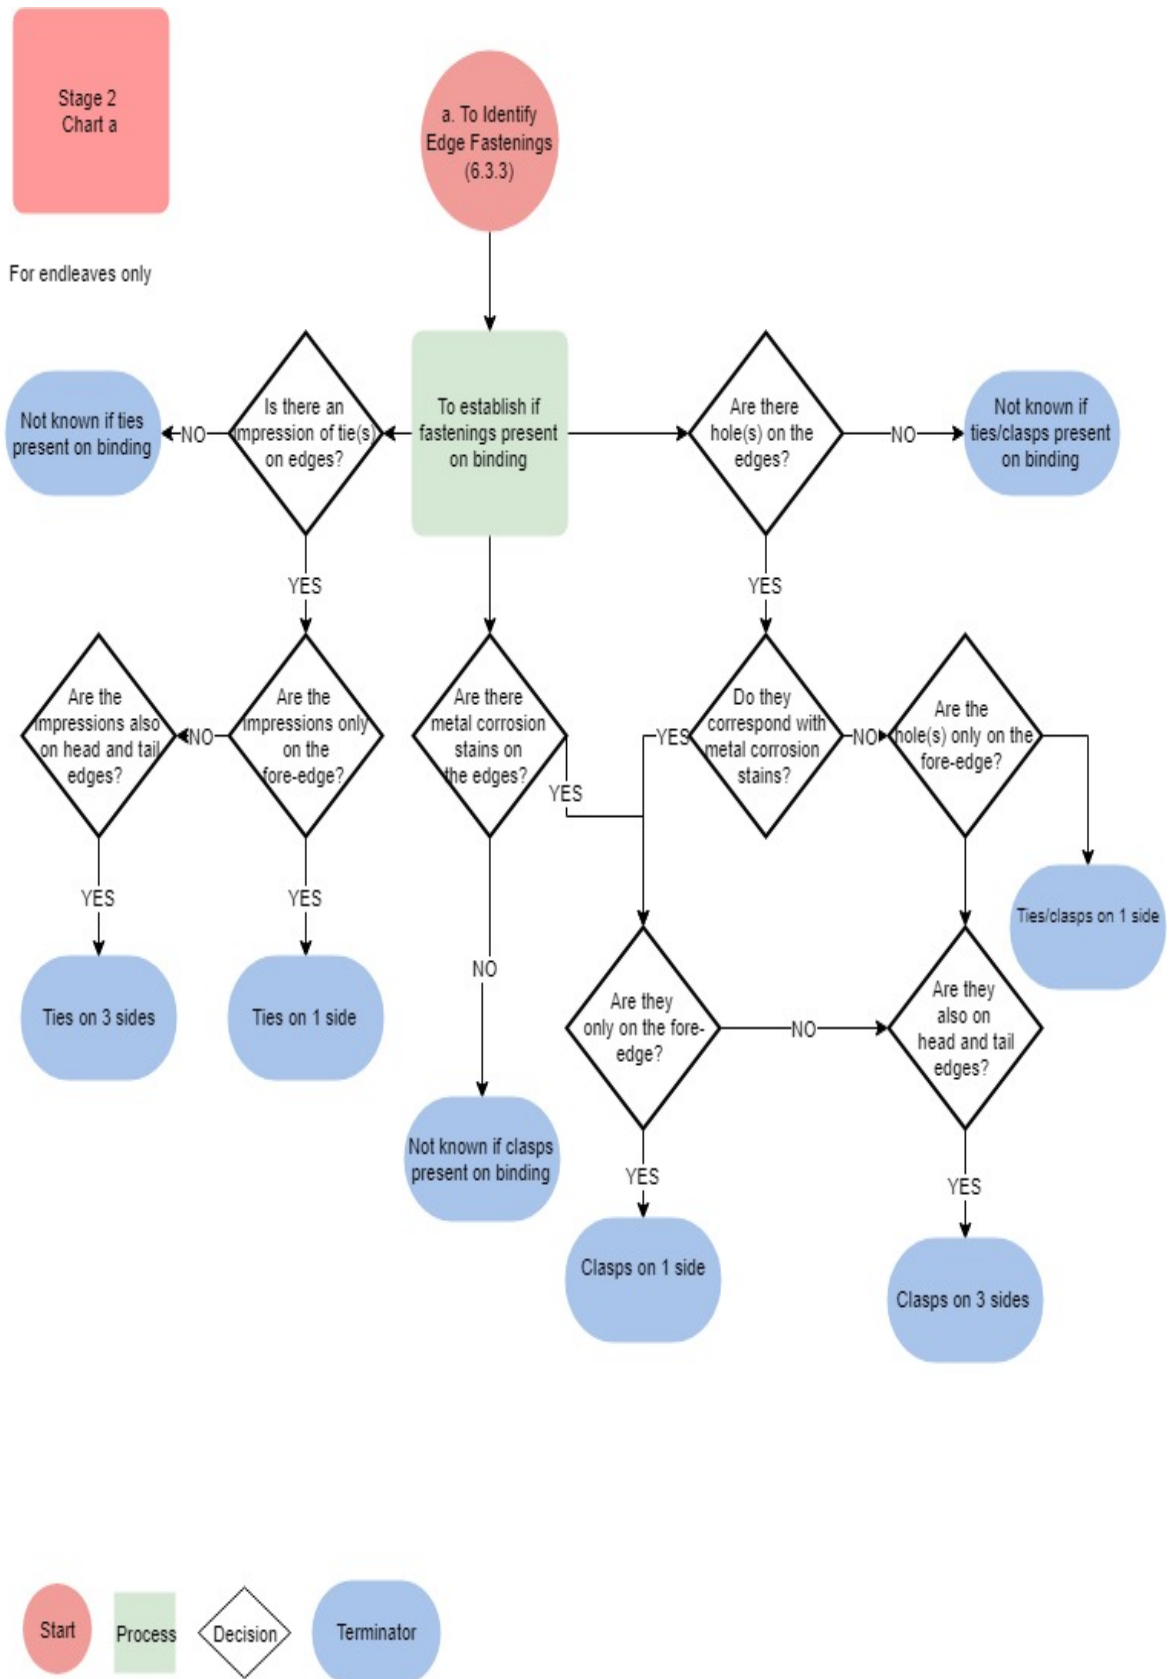 Stage 2
Chart a
a. To Identify
Edge Fastenings
(6.3.3)
For endleaves only
Not known if ties
present on binding
NO
Is there an
impression of tie(s)
on edges?
To establish if
fastenings present
on binding
Are there
hole(s) on the
edges?
NO
Not known if
ties/clasps present
on binding
YES
YES
Are the
impressions also
on head and tail
edges?
NO
Are the
impressions only
on the
fore-edge?
Are there
metal corrosion
stains on
the edges?
YES
YES
Do they
correspond with
metal corrosion
stains?
NO
Are the
hole(s) only on the
fore-edge?
YES
YES
Ties/clasps on 1 side
Ties on 3 sides
Ties on 1 side
NO
Are they
only on the fore-
edge?
NO
Are they
also on
head and tail
edges?
Not known if clasps
present on binding
YES
YES
Clasps on 1 side
Clasps on 3 sides
Start
Process
Decision
Terminator